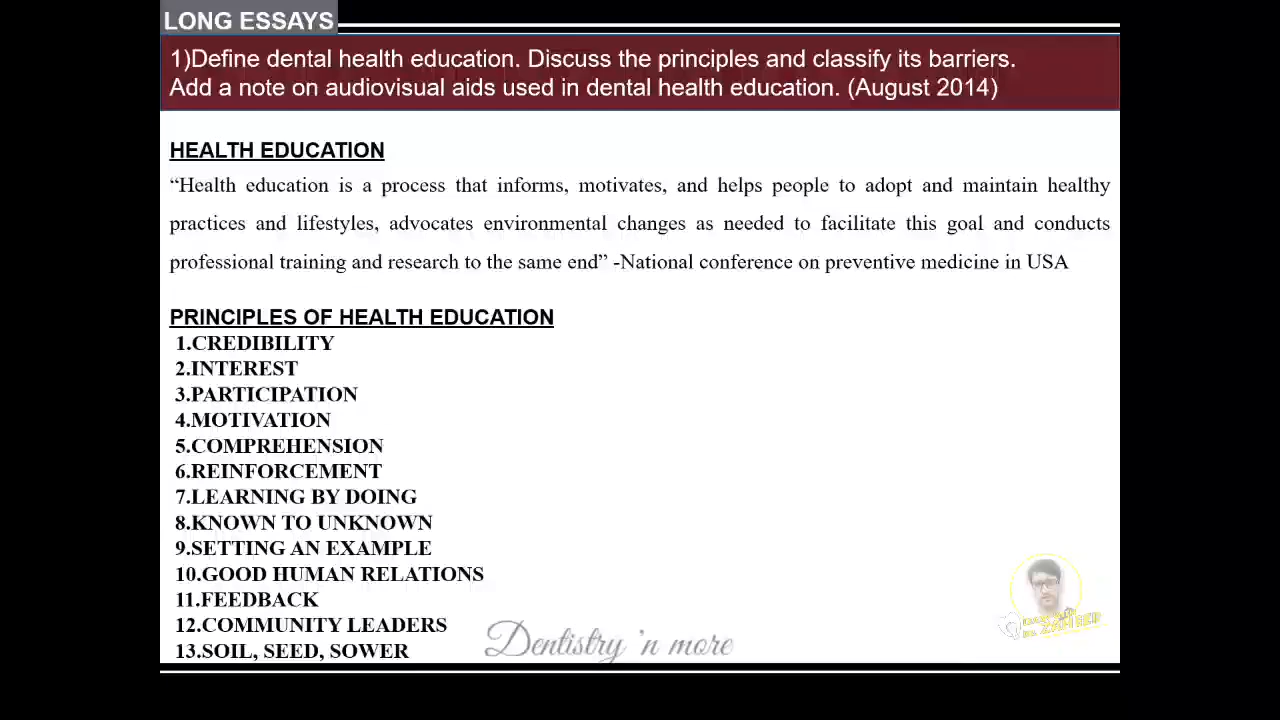 LONG ESSAYS
1)Define dental health education. Discuss the principles and classify its barriers.
Add a note on audiovisual aids used in dental health education. (August 2014)
HEALTH EDUCATION
“Health education is a process that informs, motivates, and helps people to adopt and maintain healthy
practices and lifestyles, advocates environmental changes as needed to facilitate this goal and conducts
professional training and research to the same end” -National conference on preventive medicine in USA
PRINCIPLES OF HEALTH EDUCATION
1.CREDIBILITY
2.INTEREST
3.PARTICIPATION
4.MOTIVATION
5.COMPREHENSION
6.REINFORCEMENT
7.LEARNING BY DOING
8.KNOWN TO UNKNOWN
9.SETTING AN EXAMPLE
10.GOOD HUMAN RELATIONS
11.FEEDBACK
12.COMMUNITY LEADERS
13.SOIL, SEED, SOWER
Dentistry 'n more